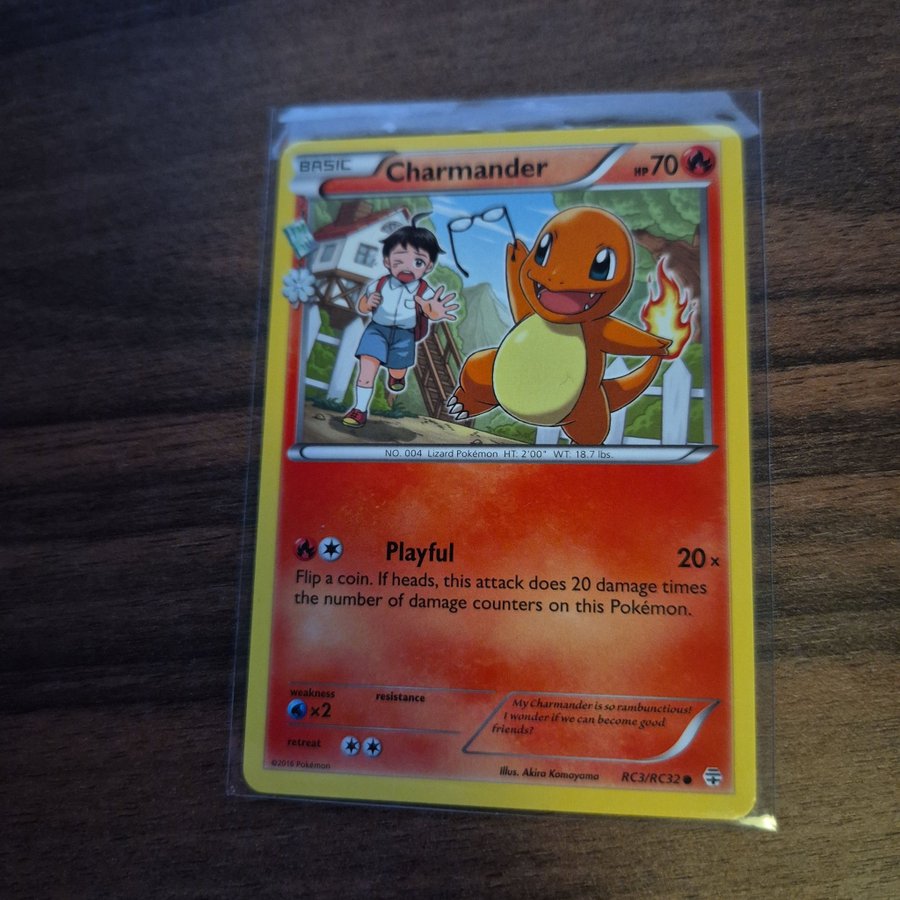 BASIC Charmander HP 70
NO. 004 Lizard Pokémon HT: 2'00" WT: 18.7 lbs.
Playful 20×
Flip a coin. If heads, this attack does 20 damage times
the number of damage counters on this Pokémon.
weakness resistance
×2
retreat
My Charmander is so rambunctious!
I wonder if we can become good
friends?
©2016 Pokémon
Illus. Akira Komayama RC3/RC32